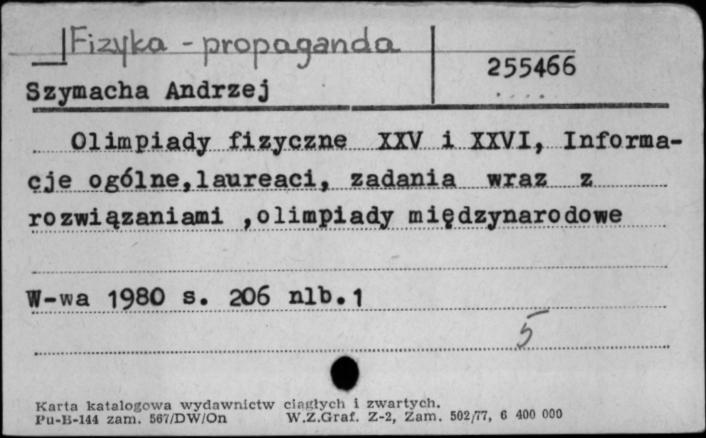 Fizyka - propaganda
255466
Szymacha Andrzej
Olimpiady fizyczne XXV i XXVI, Informa-
cje ogólne,laureaci, zadania wraz z
rozwiązaniami ,olimpiady międzynarodowe
W-wa 1980 s. 206 nlb.1
5
Karta katalogowa wydawnictw ciągłych i zwartych.
Pu-B-144 zam. 567/DW/On W.Z.Graf. Z-2, Zam. 502/77, 6 400 000